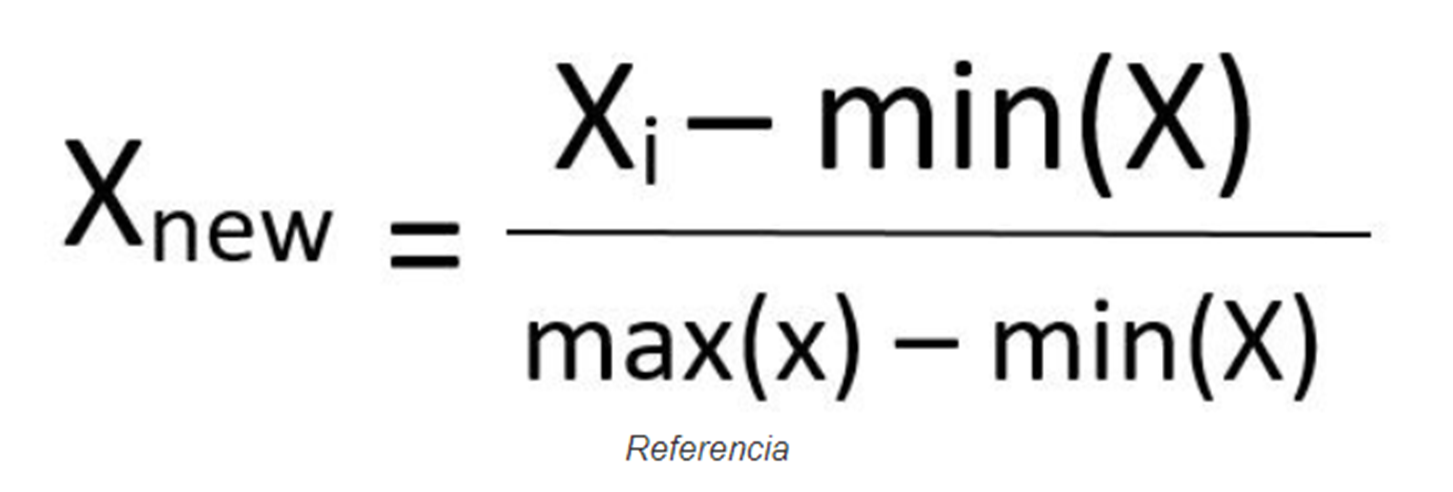 Xi – min(X)
Xnew =
max(x) – min(X)
Referencia